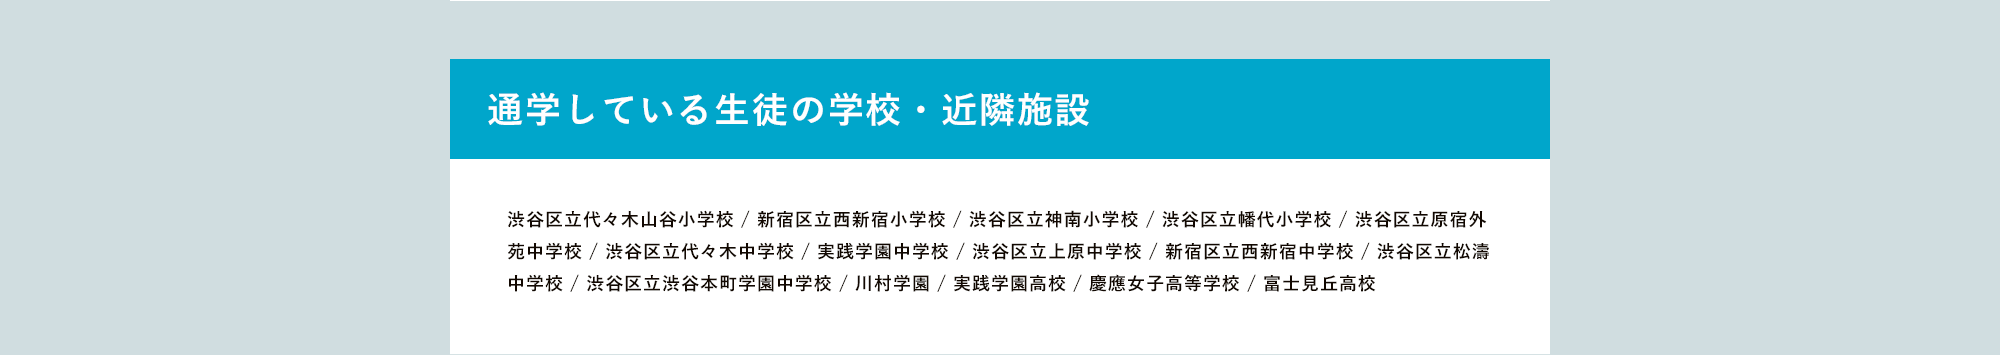 通学している生徒の学校・近隣施設
渋谷区立代々木山谷小学校 / 新宿区立西新宿小学校 / 渋谷区立神南小学校 / 渋谷区立幡代小学校 / 渋谷区立原宿外
苑中学校 / 渋谷区立代々木中学校 / 実践学園中学校 / 渋谷区立上原中学校 / 新宿区立西新宿中学校 / 渋谷区立松濤
中学校 / 渋谷区立渋谷本町学園中学校 / 川村学園 / 実践学園高校 / 慶應女子高等学校 / 富士見丘高校